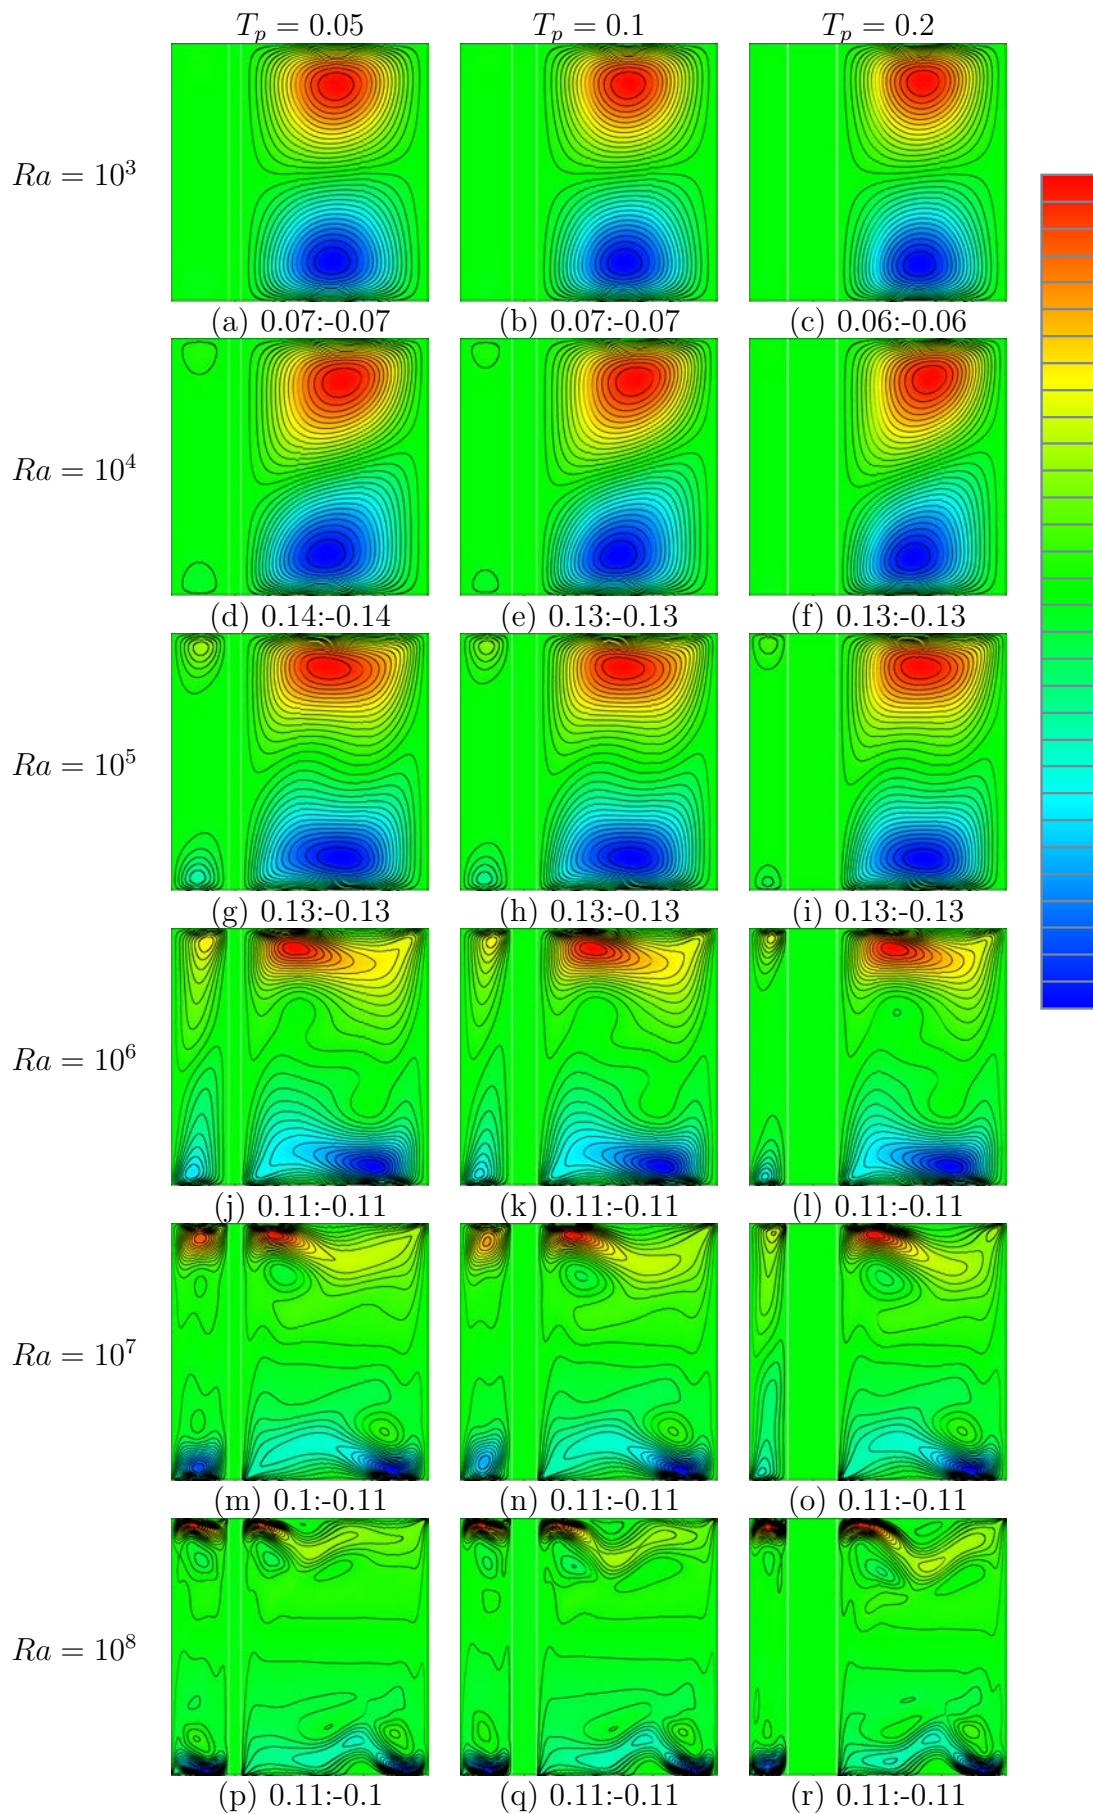 T_p = 0.05 T_p = 0.1 T_p = 0.2
Ra = 10^3
(a) 0.07:-0.07 (b) 0.07:-0.07 (c) 0.06:-0.06
Ra = 10^4
(d) 0.14:-0.14 (e) 0.13:-0.13 (f) 0.13:-0.13
Ra = 10^5
(g) 0.13:-0.13 (h) 0.13:-0.13 (i) 0.13:-0.13
Ra = 10^6
(j) 0.11:-0.11 (k) 0.11:-0.11 (l) 0.11:-0.11
Ra = 10^7
(m) 0.1:-0.11 (n) 0.11:-0.11 (o) 0.11:-0.11
Ra = 10^8
(p) 0.11:-0.1 (q) 0.11:-0.11 (r) 0.11:-0.11